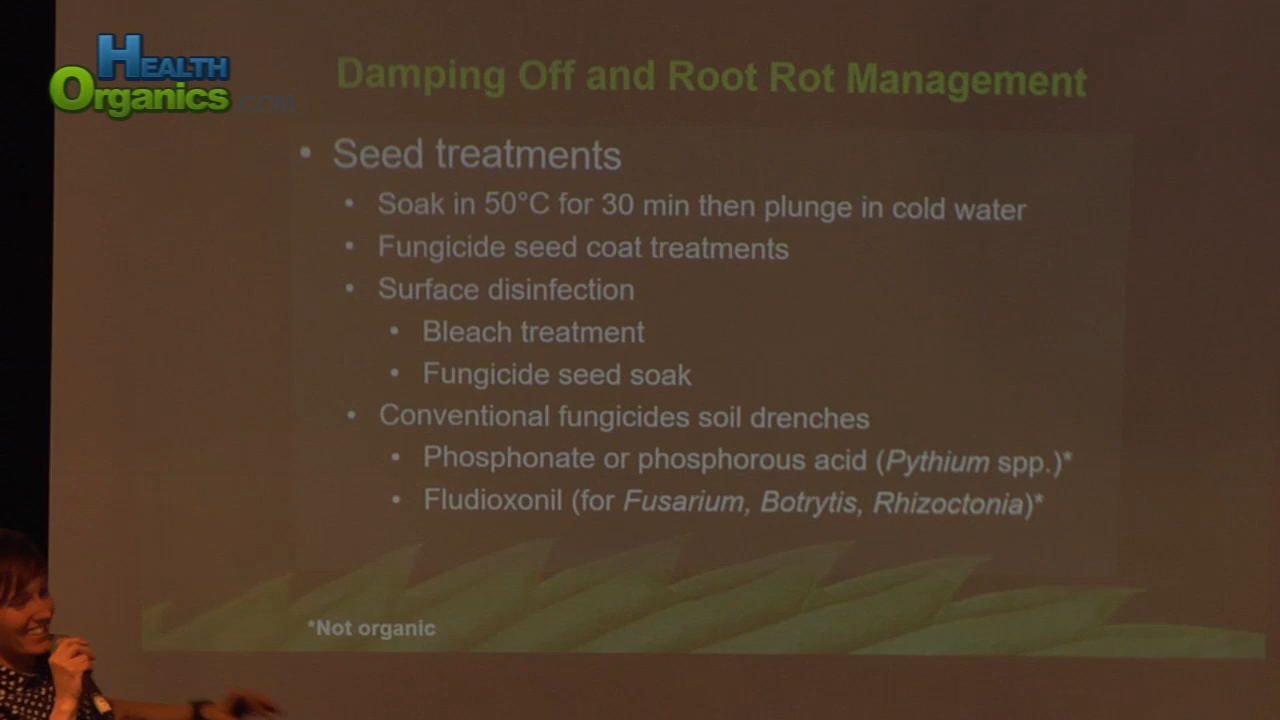 HEALTH
Organics.COM
Damping Off and Root Rot Management
• Seed treatments
• Soak in 50°C for 30 min then plunge in cold water
• Fungicide seed coat treatments
• Surface disinfection
• Bleach treatment
• Fungicide seed soak
• Conventional fungicides soil drenches
• Phosphonate or phosphorous acid (Pythium spp.)*
• Fludioxonil (for Fusarium, Botrytis, Rhizoctonia)*
*Not organic